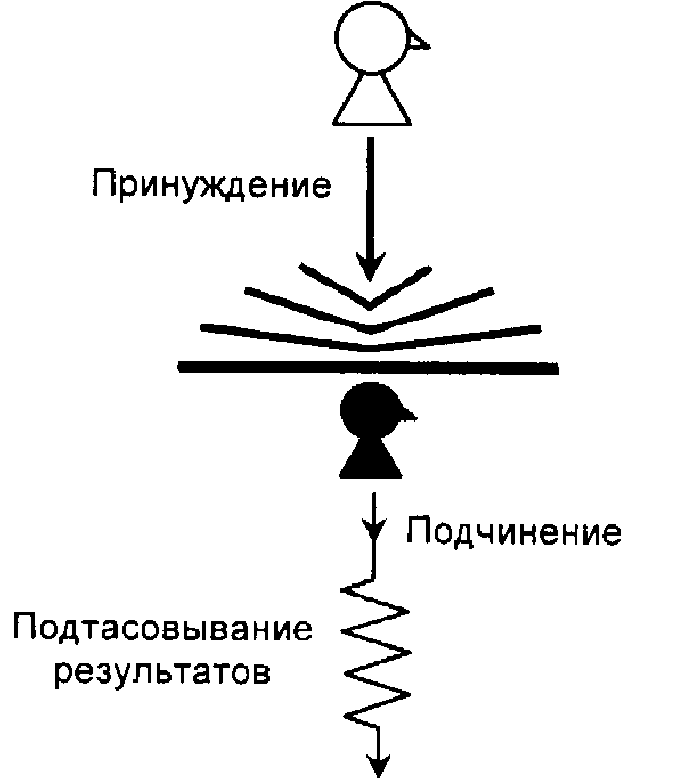 Принуждение
Подчинение
Подтасовывание
результатов